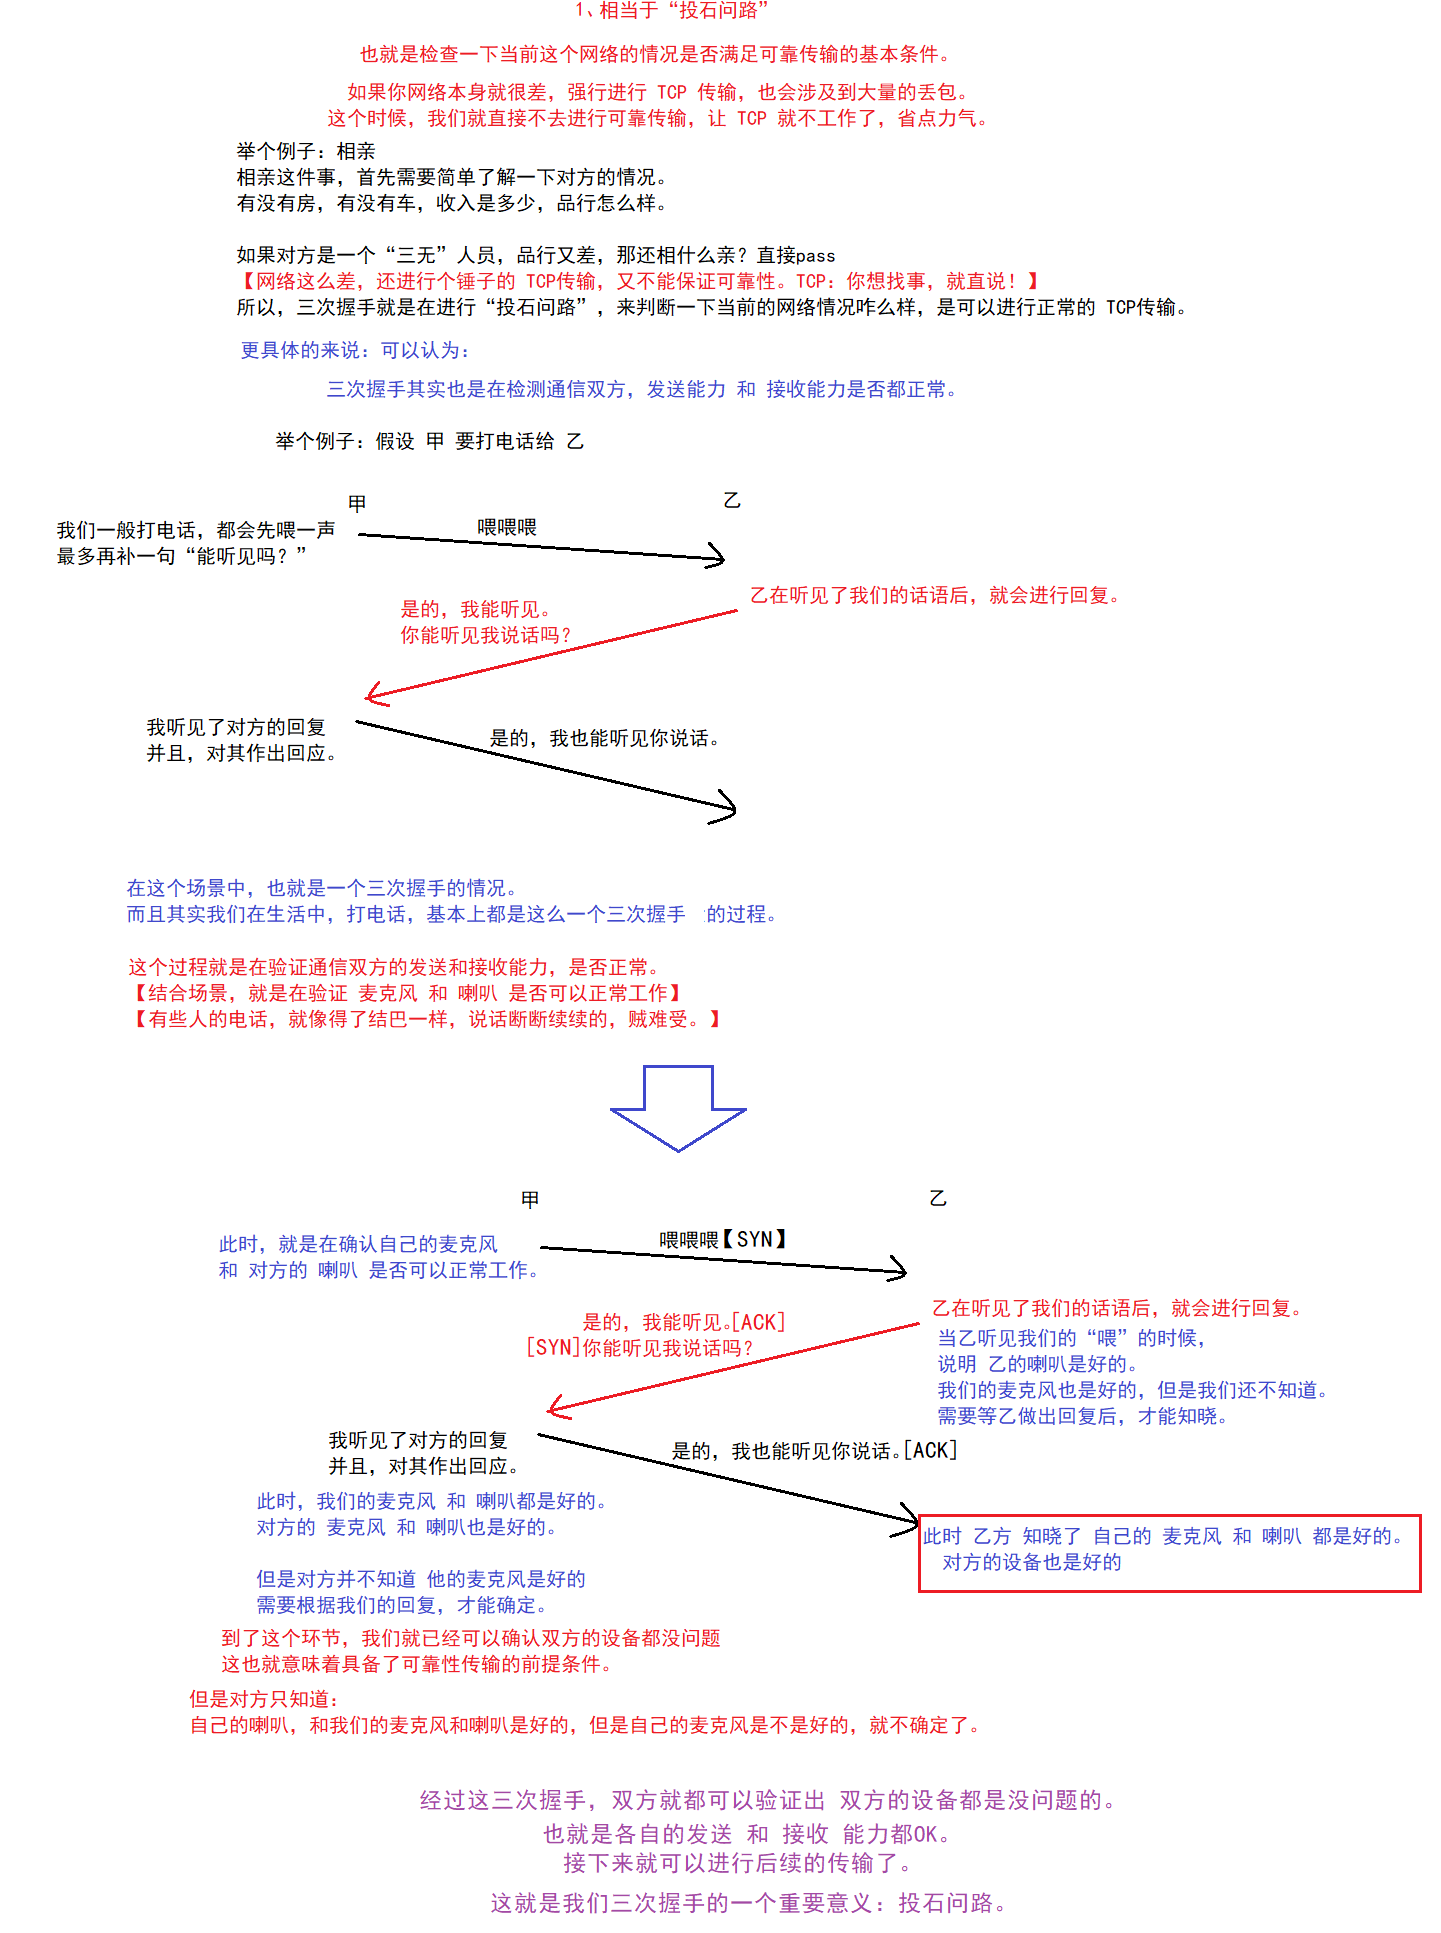 1、相当于“投石问路”
也就是检查一下当前这个网络的情况是否满足可靠传输的基本条件。
如果你网络本身就很差，强行进行 TCP 传输，也会涉及到大量的丢包。
这个时候，我们就直接不去进行可靠传输，让 TCP 就不工作了，省点力气。
举个例子：相亲
相亲这件事，首先需要简单了解一下对方的情况。
有没有房，有没有车，收入是多少，品行怎么样。
如果对方是一个“三无”人员，品行又差，那还相什么亲？直接pass
【网络这么差，还进行个锤子的 TCP传输，又不能保证可靠性。TCP：你想找事，就直说！】
所以，三次握手就是在进行“投石问路”，来判断一下当前的网络情况咋么样，是可以进行正常的 TCP传输。
更具体的来说：可以认为：
三次握手其实也是在检测通信双方，发送能力 和 接收能力是否都正常。
举个例子：假设 甲 要打电话给 乙
甲
乙
我们一般打电话，都会先喂一声
最多再补一句“能听见吗？”
喂喂喂
乙在听见了我们的话语后，就会进行回复。
是的，我能听见。
你能听见我说话吗？
我听见了对方的回复
并且，对其作出回应。
是的，我也能听见你说话。
在这个场景中，也就是一个三次握手的情况。
而且其实我们在生活中，打电话，基本上都是这么一个三次握手 的过程。
这个过程就是在验证通信双方的发送和接收能力，是否正常。
【结合场景，就是在验证 麦克风 和 喇叭 是否可以正常工作】
【有些人的电话，就像得了结巴一样，说话断断续续的，贼难受。】
甲
乙
此时，就是在确认自己的麦克风
和 对方的 喇叭 是否可以正常工作。
喂喂喂【SYN】
乙在听见了我们的话语后，就会进行回复。
当乙听见我们的“喂”的时候，
说明 乙的喇叭是好的。
我们的麦克风也是好的，但是我们还不知道。
需要等乙做出回复后，才能知晓。
是的，我能听见。[ACK]
[SYN]你能听见我说话吗？
我听见了对方的回复
并且，对其作出回应。
是的，我也能听见你说话。[ACK]
此时，我们的麦克风 和 喇叭都是好的。
对方的 麦克风 和 喇叭也是好的。
此时 乙方 知晓了 自己的 麦克风 和 喇叭 都是好的。
对方的设备也是好的
但是对方并不知道 他的麦克风是好的
需要根据我们的回复，才能确定。
到了这个环节，我们就已经可以确认双方的设备都没问题
这也就意味着具备了可靠性传输的前提条件。
但是对方只知道：
自己的喇叭，和我们的麦克风和喇叭是好的，但是自己的麦克风是不是好的，就不确定了。
经过这三次握手，双方就都可以验证出 双方的设备都是没问题的。
也就是各自的发送 和 接收 能力都OK。
接下来就可以进行后续的传输了。
这就是我们三次握手的一个重要意义：投石问路。